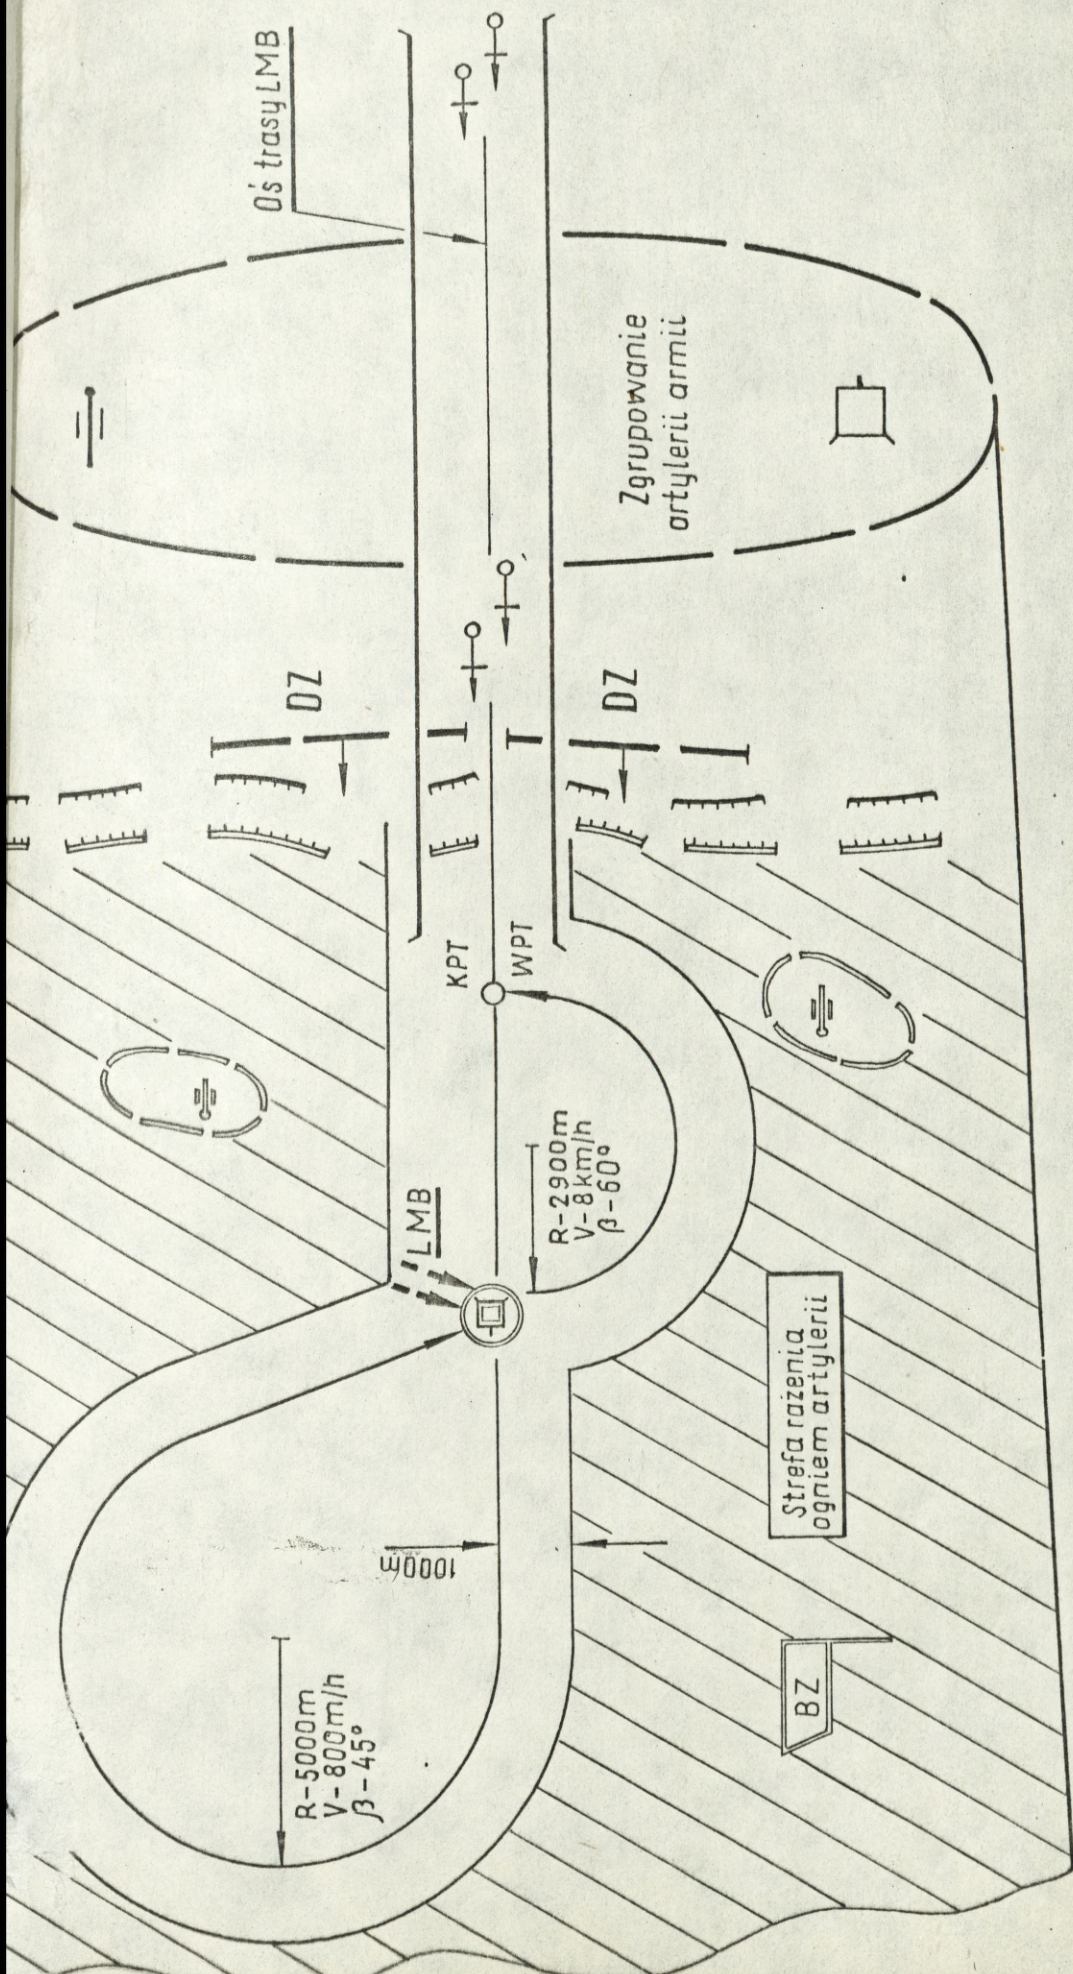 Oś trasy LMB
Zgrupowanie
artylerii armii
DZ
DZ
KPT
WPT
LMB
R-2900m
V-8km/h
β-60°
Strefa rażenia
ogniem artylerii
1000m
R-5000m
V-800m/h
β-45°
BZ